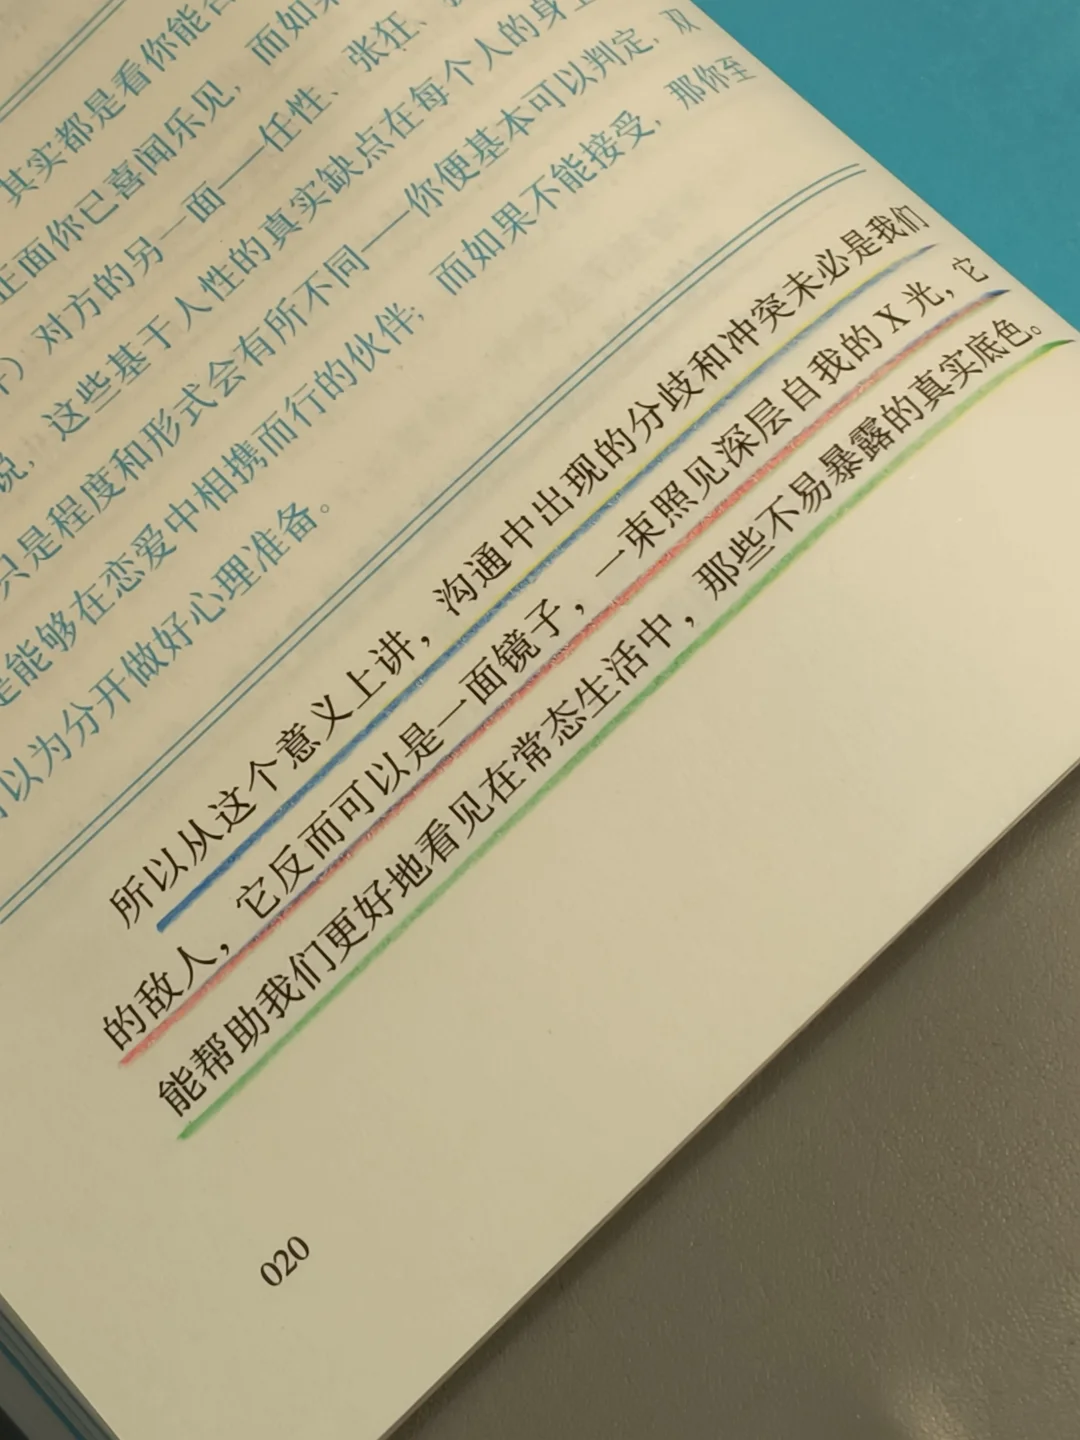 其实都是看你能否
正面你已喜闻乐见，而如果
）对方的另一面——任性、张狂、
说，这些基于人性的真实缺点在每个人的身上
只是程度和形式会有所不同——你便基本可以判定，双
是能够在恋爱中相携而行的伙伴；而如果不能接受，那你至
以为分开做好心理准备。
所以从这个意义上讲，沟通中出现的分歧和冲突未必是我们
的敌人，它反而可以是一面镜子，一束照见深层自我的 X 光，它
能帮助我们更好地看见在常态生活中，那些不易暴露的真实底色。
020